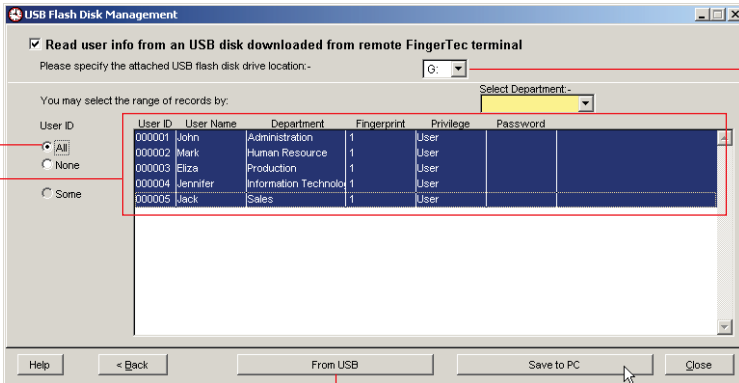 USB Flash Disk Management
Read user info from an USB disk downloaded from remote FingerTec terminal
Please specify the attached USB flash disk drive location:-
G:
Select Department:-
You may select the range of records by:
User ID
All
None
Some
User ID User Name Department Fingerprint Privilege Password
000001 John Administration 1 User
000002 Mark Human Resource 1 User
000003 Eliza Production 1 User
000004 Jennifer Information Technolo 1 User
000005 Jack Sales 1 User
Help < Back From USB Save to PC Close